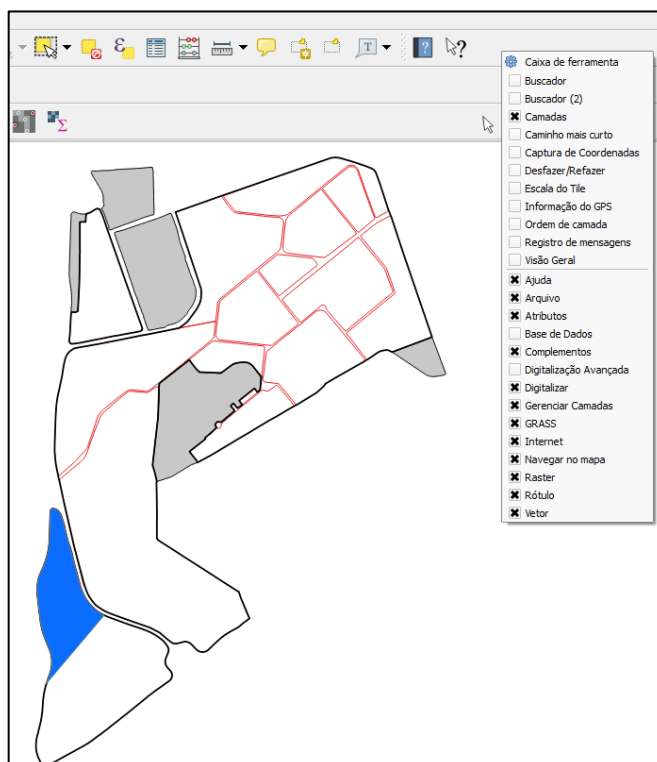 Caixa de ferramenta
Buscador
Buscador (2)
Camadas
Caminho mais curto
Captura de Coordenadas
Desfazer/Refazer
Escala do Tile
Informação do GPS
Ordem de camada
Registro de mensagens
Visão Geral
Ajuda
Arquivo
Atributos
Base de Dados
Complementos
Digitalização Avançada
Digitalizar
Gerenciar Camadas
GRASS
Internet
Navegar no mapa
Raster
Rótulo
Vetor